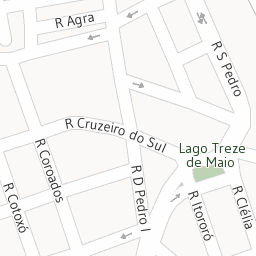 R Agra
R S Pedro
R Cruzeiro do Sul
Lago Treze
de Maio
R Coroados
R Cotoxó
R D Pedro I
R Itororó
R Clélia